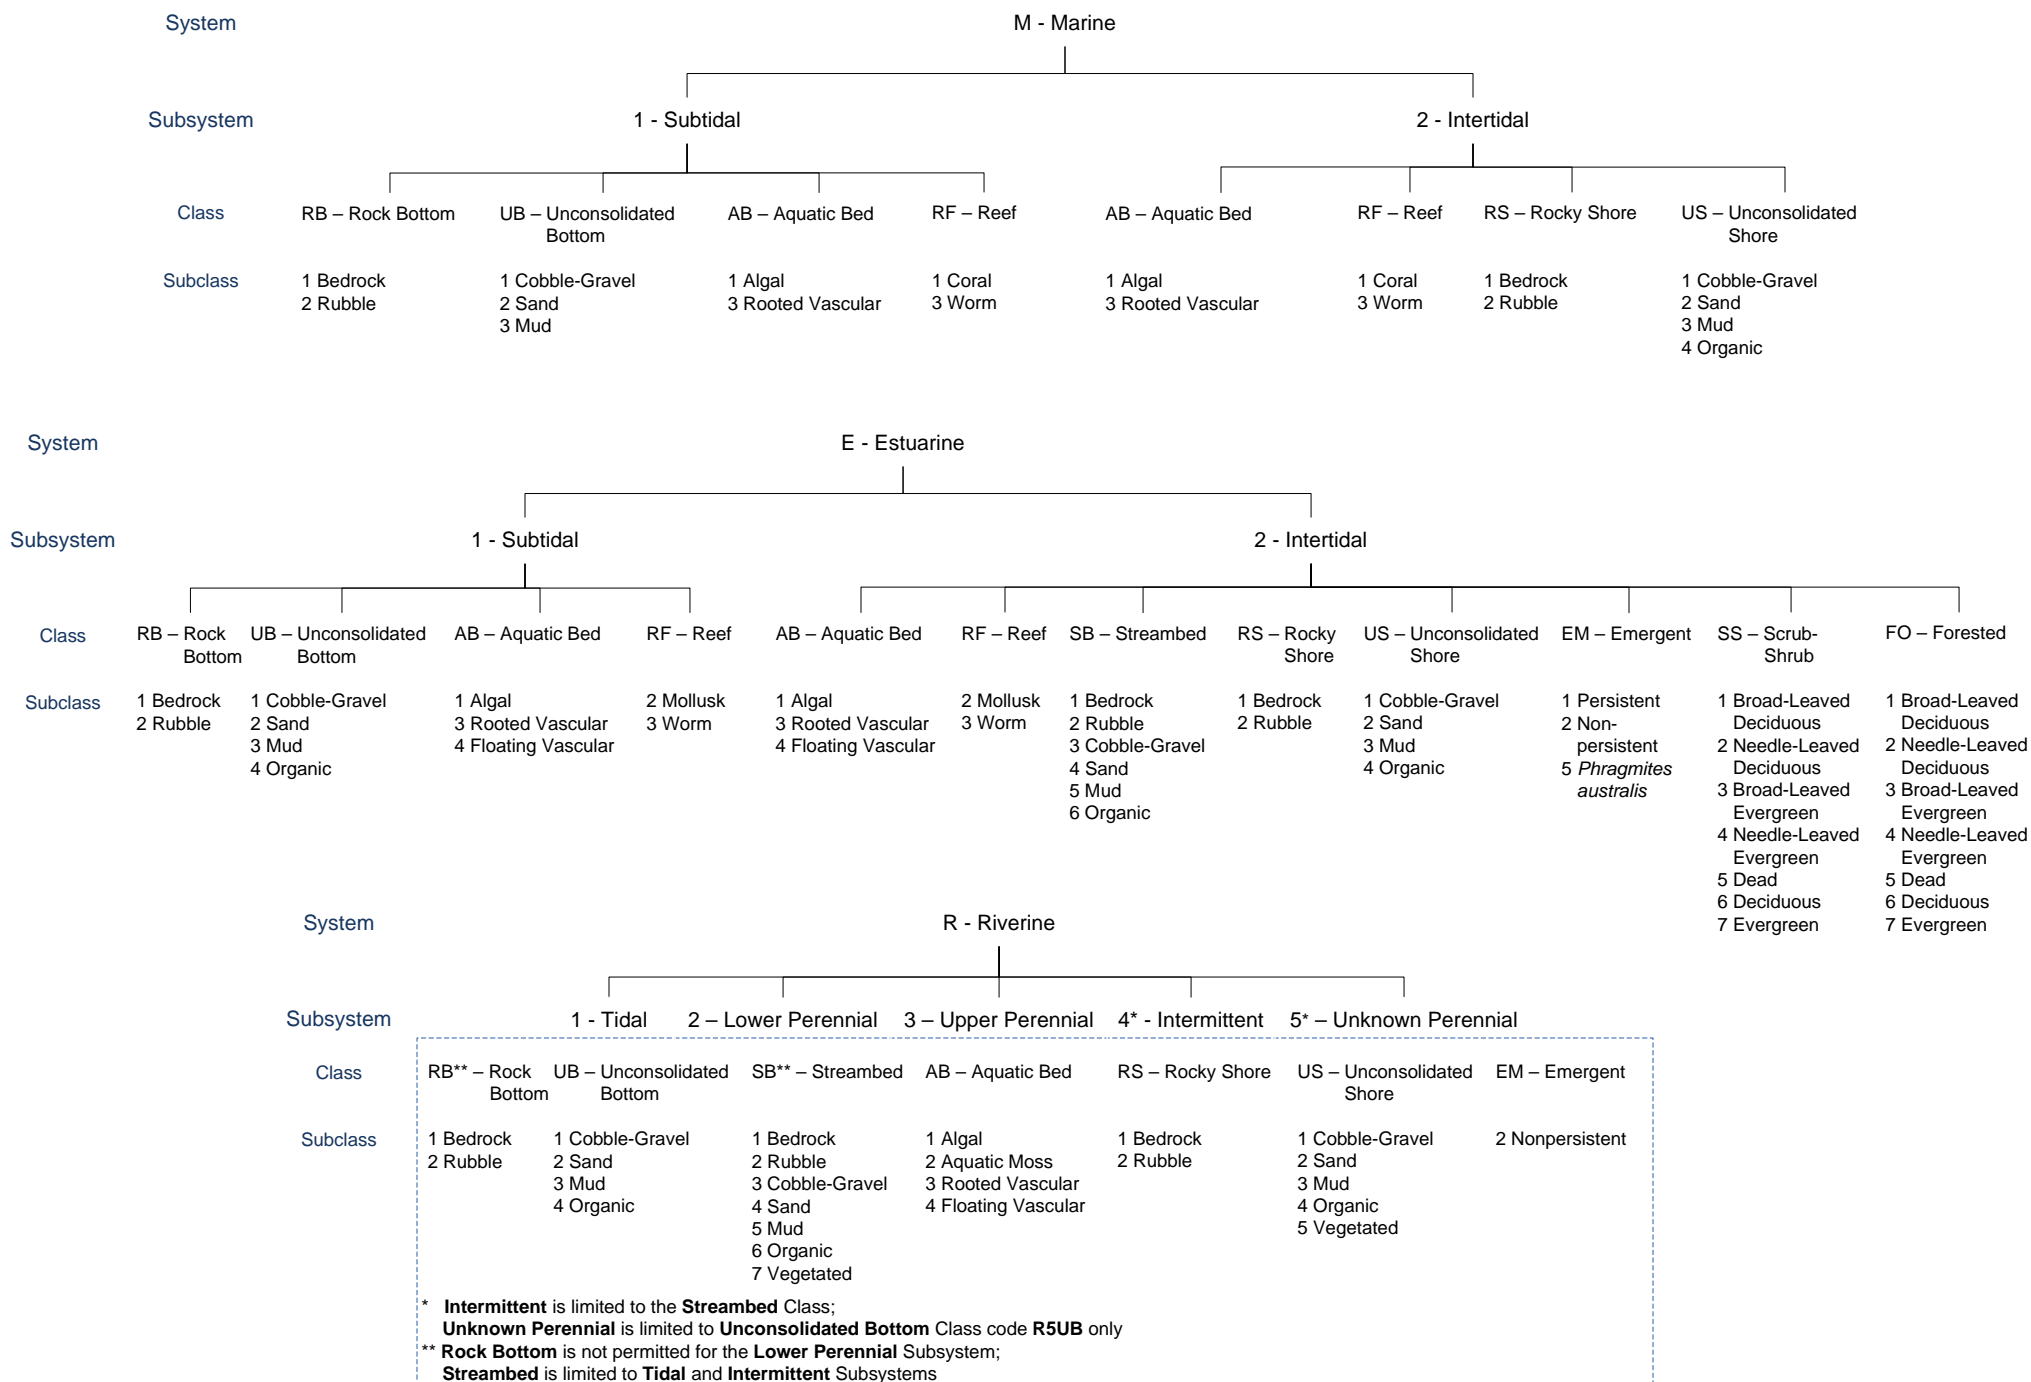 System
M - Marine
Subsystem
1 - Subtidal
2 - Intertidal
Class
RB – Rock Bottom
UB – Unconsolidated
Bottom
AB – Aquatic Bed
RF – Reef
AB – Aquatic Bed
RF – Reef
RS – Rocky Shore
US – Unconsolidated
Shore
Subclass
1 Bedrock
2 Rubble
1 Cobble-Gravel
2 Sand
3 Mud
1 Algal
3 Rooted Vascular
1 Coral
3 Worm
1 Algal
3 Rooted Vascular
1 Coral
3 Worm
1 Bedrock
2 Rubble
1 Cobble-Gravel
2 Sand
3 Mud
4 Organic
System
E - Estuarine
Subsystem
1 - Subtidal
2 - Intertidal
Class
RB – Rock
Bottom
UB – Unconsolidated
Bottom
AB – Aquatic Bed
RF – Reef
AB – Aquatic Bed
RF – Reef
SB – Streambed
RS – Rocky
Shore
US – Unconsolidated
Shore
EM – Emergent
SS – Scrub-
Shrub
FO – Forested
Subclass
1 Bedrock
2 Rubble
1 Cobble-Gravel
2 Sand
3 Mud
4 Organic
1 Algal
3 Rooted Vascular
4 Floating Vascular
2 Mollusk
3 Worm
1 Algal
3 Rooted Vascular
4 Floating Vascular
2 Mollusk
3 Worm
1 Bedrock
2 Rubble
3 Cobble-Gravel
4 Sand
5 Mud
6 Organic
1 Bedrock
2 Rubble
1 Cobble-Gravel
2 Sand
3 Mud
4 Organic
1 Persistent
2 Non-
persistent
5 Phragmites
australis
1 Broad-Leaved
Deciduous
2 Needle-Leaved
Deciduous
3 Broad-Leaved
Evergreen
4 Needle-Leaved
Evergreen
5 Dead
6 Deciduous
7 Evergreen
1 Broad-Leaved
Deciduous
2 Needle-Leaved
Deciduous
3 Broad-Leaved
Evergreen
4 Needle-Leaved
Evergreen
5 Dead
6 Deciduous
7 Evergreen
System
R - Riverine
Subsystem
1 - Tidal
2 – Lower Perennial
3 – Upper Perennial
4* - Intermittent
5* – Unknown Perennial
Class
RB** – Rock
Bottom
UB – Unconsolidated
Bottom
SB** – Streambed
AB – Aquatic Bed
RS – Rocky Shore
US – Unconsolidated
Shore
EM – Emergent
Subclass
1 Bedrock
2 Rubble
1 Cobble-Gravel
2 Sand
3 Mud
4 Organic
1 Bedrock
2 Rubble
3 Cobble-Gravel
4 Sand
5 Mud
6 Organic
7 Vegetated
1 Algal
2 Aquatic Moss
3 Rooted Vascular
4 Floating Vascular
1 Bedrock
2 Rubble
1 Cobble-Gravel
2 Sand
3 Mud
4 Organic
5 Vegetated
2 Nonpersistent
* Intermittent is limited to the Streambed Class;
Unknown Perennial is limited to Unconsolidated Bottom Class code R5UB only
** Rock Bottom is not permitted for the Lower Perennial Subsystem;
Streambed is limited to Tidal and Intermittent Subsystems